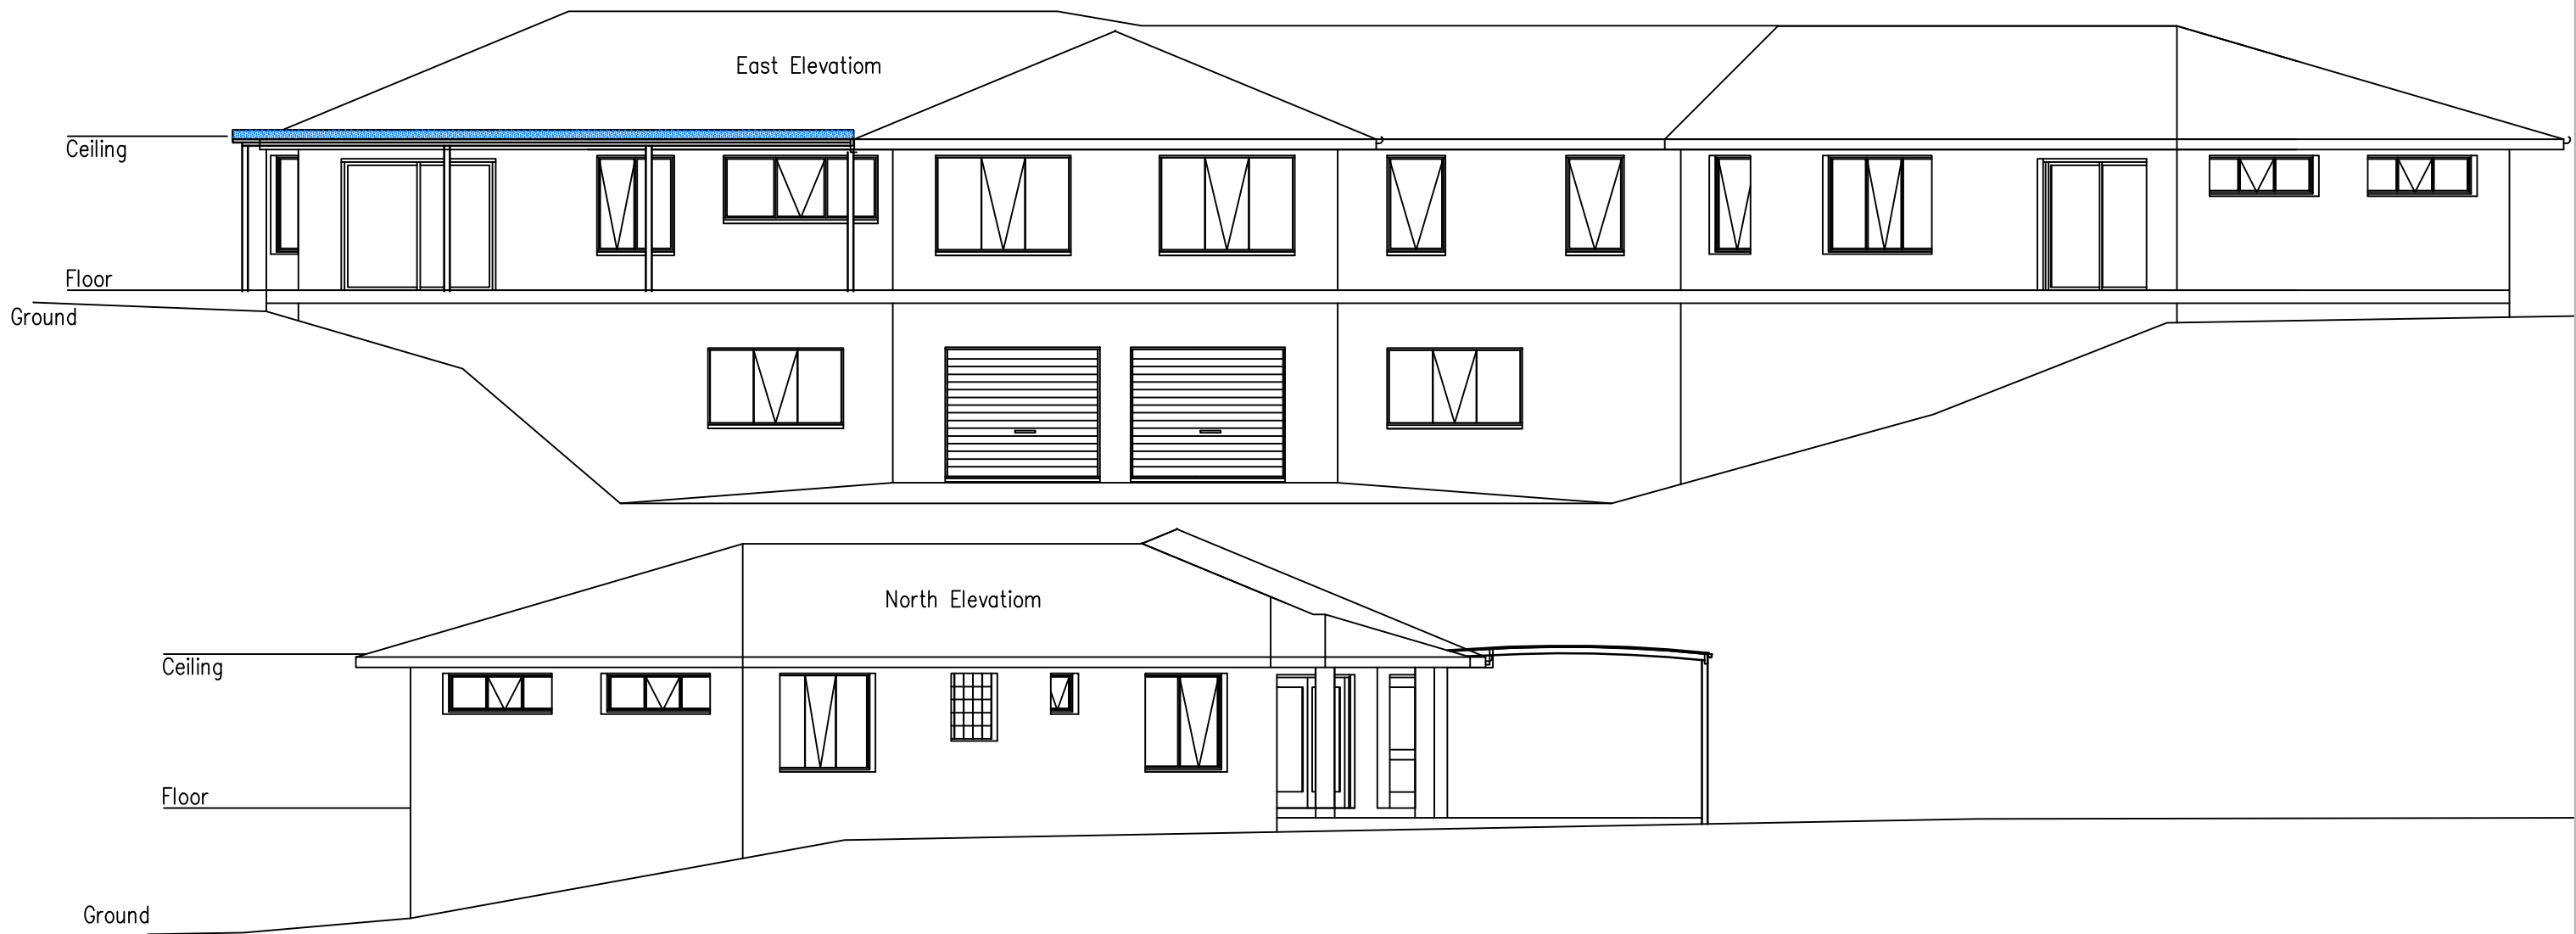 East Elevatiom
Ceiling
Floor
Ground
North Elevatiom
Ceiling
Floor
Ground